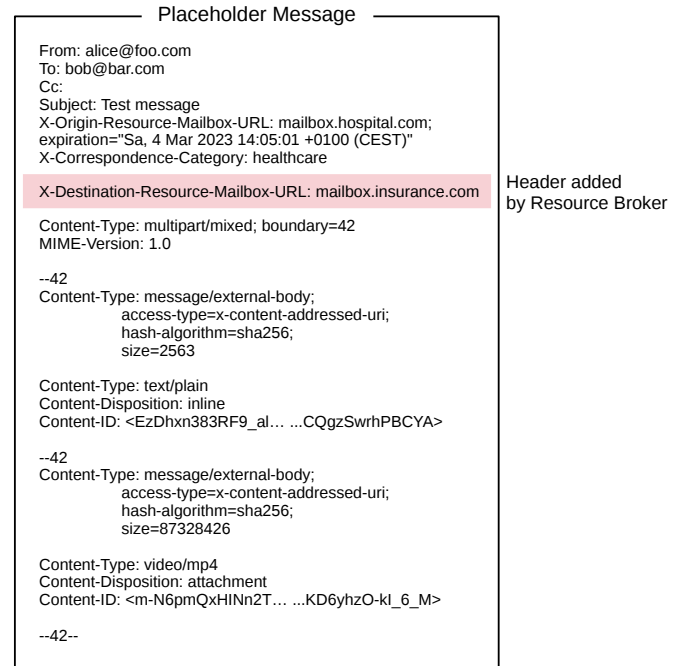 Placeholder Message
From: alice@foo.com
To: bob@bar.com
Cc:
Subject: Test message
X-Origin-Resource-Mailbox-URL: mailbox.hospital.com;
expiration="Sa, 4 Mar 2023 14:05:01 +0100 (CEST)"
X-Correspondence-Category: healthcare
X-Destination-Resource-Mailbox-URL: mailbox.insurance.com
Header added
by Resource Broker
Content-Type: multipart/mixed; boundary=42
MIME-Version: 1.0
--42
Content-Type: message/external-body;
access-type=x-content-addressed-uri;
hash-algorithm=sha256;
size=2563
Content-Type: text/plain
Content-Disposition: inline
Content-ID: <EzDhxn383RF9_al… ...CQgzSwrhPBCYA>
--42
Content-Type: message/external-body;
access-type=x-content-addressed-uri;
hash-algorithm=sha256;
size=87328426
Content-Type: video/mp4
Content-Disposition: attachment
Content-ID: <m-N6pmQxHINn2T… ...KD6yhzO-kI_6_M>
--42--